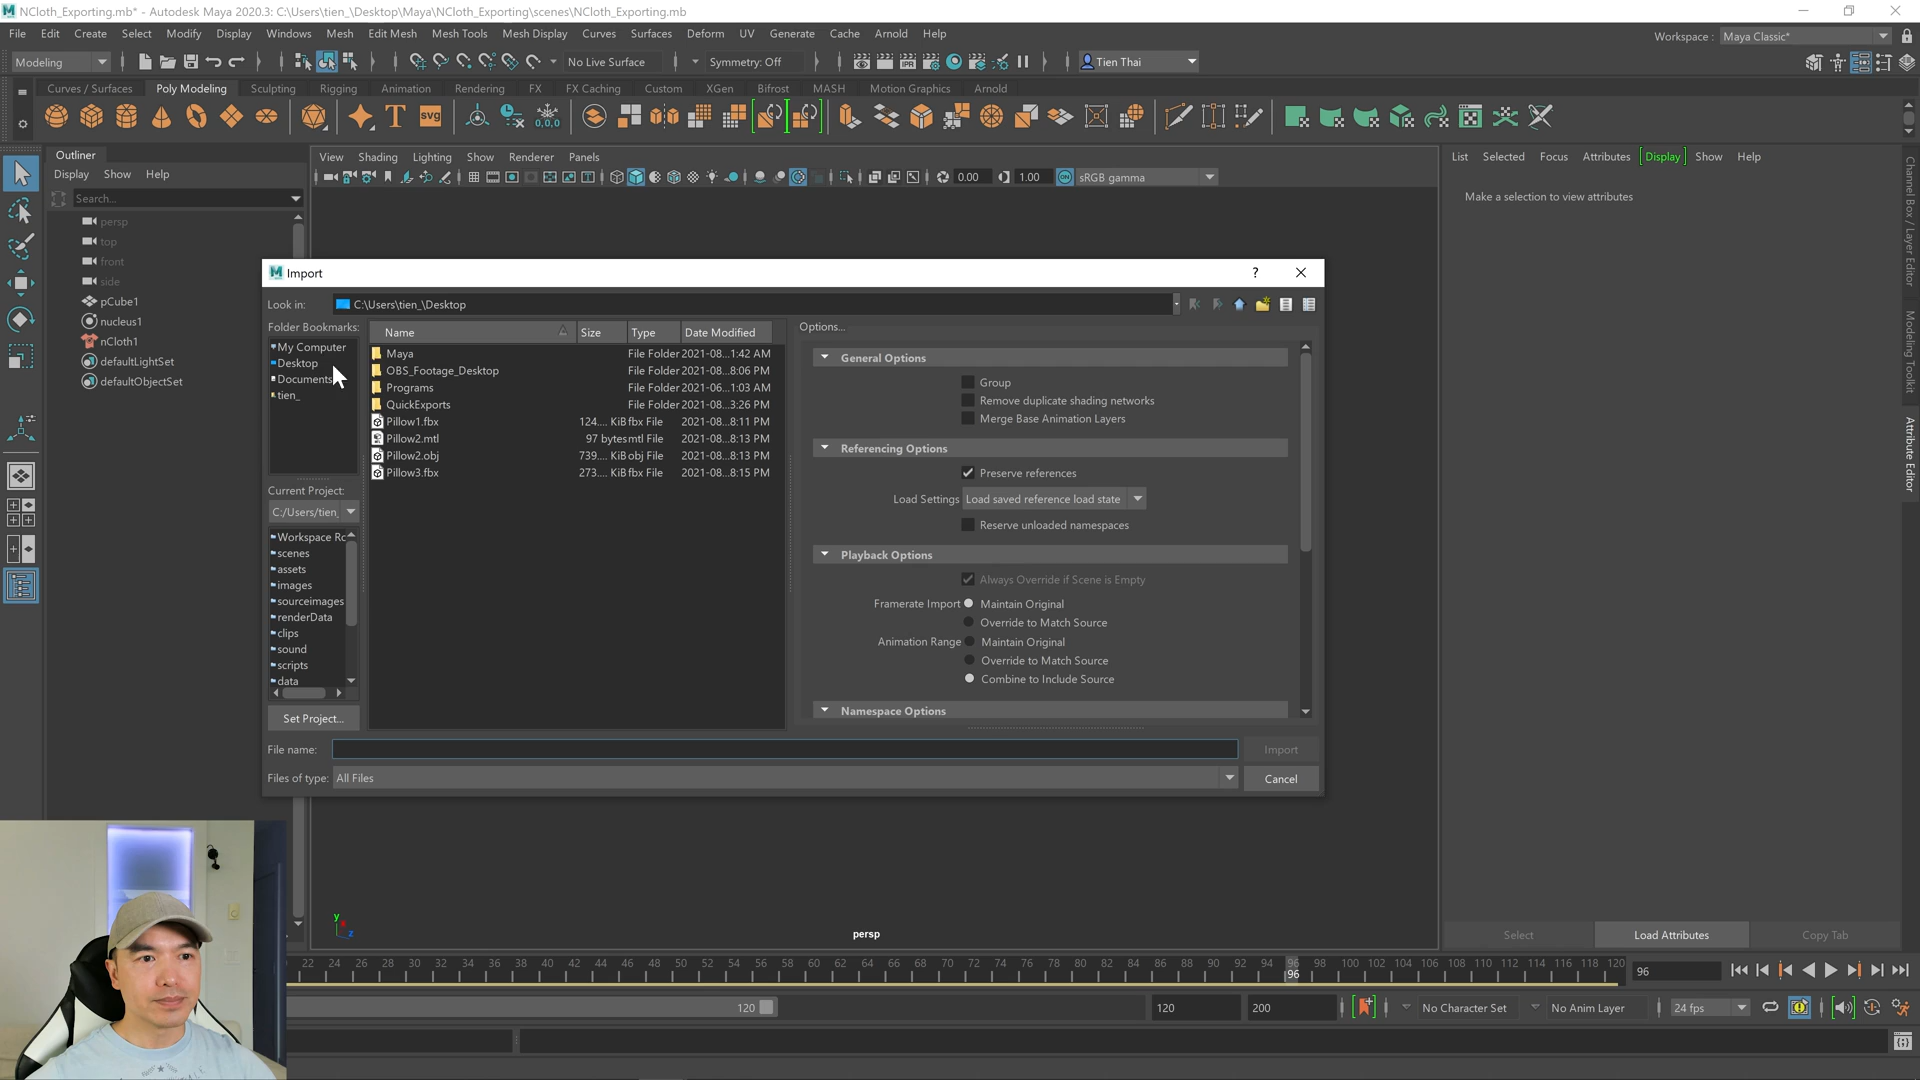 NCloth_Exporting.mb* - Autodesk Maya 2020.3: C:\Users\tien_\Desktop\Maya\NCloth_Exporting\scenes\NCloth_Exporting.mb
File Edit Create Select Modify Display Windows Mesh Edit Mesh Mesh Tools Mesh Display Curves Surfaces Deform UV Generate Cache Arnold Help
Workspace : Maya Classic*
Modeling No Live Surface Symmetry: Off Tien Thai
Curves / Surfaces Poly Modeling Sculpting Rigging Animation Rendering FX FX Caching Custom XGen Bifrost MASH Motion Graphics Arnold
T SVG 0,0,0
Outliner
Display Show Help
Search...
persp
top
front
side
pCube1
nucleus1
nCloth1
defaultLightSet
defaultObjectSet
View Shading Lighting Show Renderer Panels
0.00 1.00 ON sRGB gamma
List Selected Focus Attributes Display Show Help
Make a selection to view attributes
Channel Box / Layer Editor
Modeling Toolkit
Attribute Editor
Import
?
Look in: C:\Users\tien_\Desktop
Folder Bookmarks:
My Computer
Desktop
Documents
tien_
Name Size Type Date Modified
Maya File Folder 2021-08...1:42 AM
OBS_Footage_Desktop File Folder 2021-08...8:06 PM
Programs File Folder 2021-06...1:03 AM
QuickExports File Folder 2021-08...3:26 PM
Pillow1.fbx 124.... KiB fbx File 2021-08...8:11 PM
Pillow2.mtl 97 bytes mtl File 2021-08...8:13 PM
Pillow2.obj 739.... KiB obj File 2021-08...8:13 PM
Pillow3.fbx 273.... KiB fbx File 2021-08...8:15 PM
Current Project:
C:/Users/tien_
Workspace Rc
scenes
assets
images
sourceimages
renderData
clips
sound
scripts
data
Set Project...
Options...
General Options
Group
Remove duplicate shading networks
Merge Base Animation Layers
Referencing Options
Preserve references
Load Settings Load saved reference load state
Reserve unloaded namespaces
Playback Options
Always Override if Scene is Empty
Framerate Import Maintain Original
Override to Match Source
Animation Range Maintain Original
Override to Match Source
Combine to Include Source
Namespace Options
File name: Import
Files of type: All Files Cancel
y
z
persp
Select Load Attributes Copy Tab
22 24 26 28 30 32 34 36 38 40 42 44 46 48 50 52 54 56 58 60 62 64 66 68 70 72 74 76 78 80 82 84 86 88 90 92 94 96 98 100 102 104 106 108 110 112 114 116 118 120
96
96
120 120 200 No Character Set No Anim Layer 24 fps